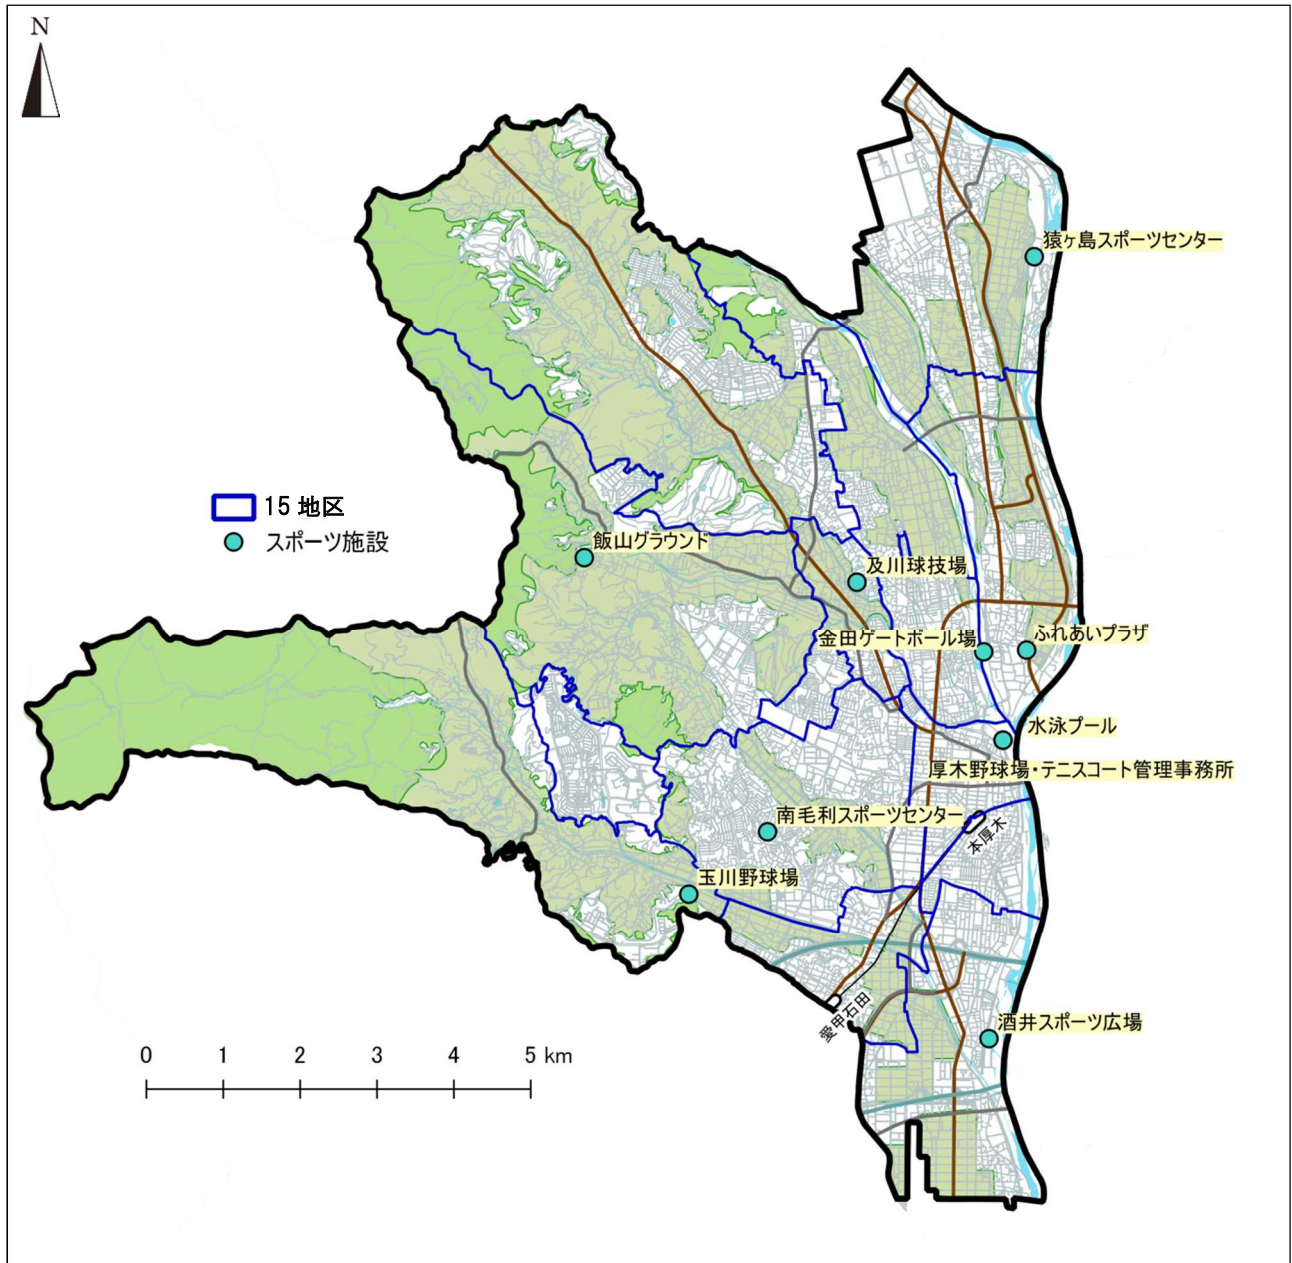 N
猿ヶ島スポーツセンター
15 地区
スポーツ施設
飯山グラウンド
及川球技場
金田ゲートボール場
ふれあいプラザ
水泳プール
厚木野球場・テニスコート管理事務所
南毛利スポーツセンター
本厚木
玉川野球場
愛甲石田
酒井スポーツ広場
0 1 2 3 4 5 km